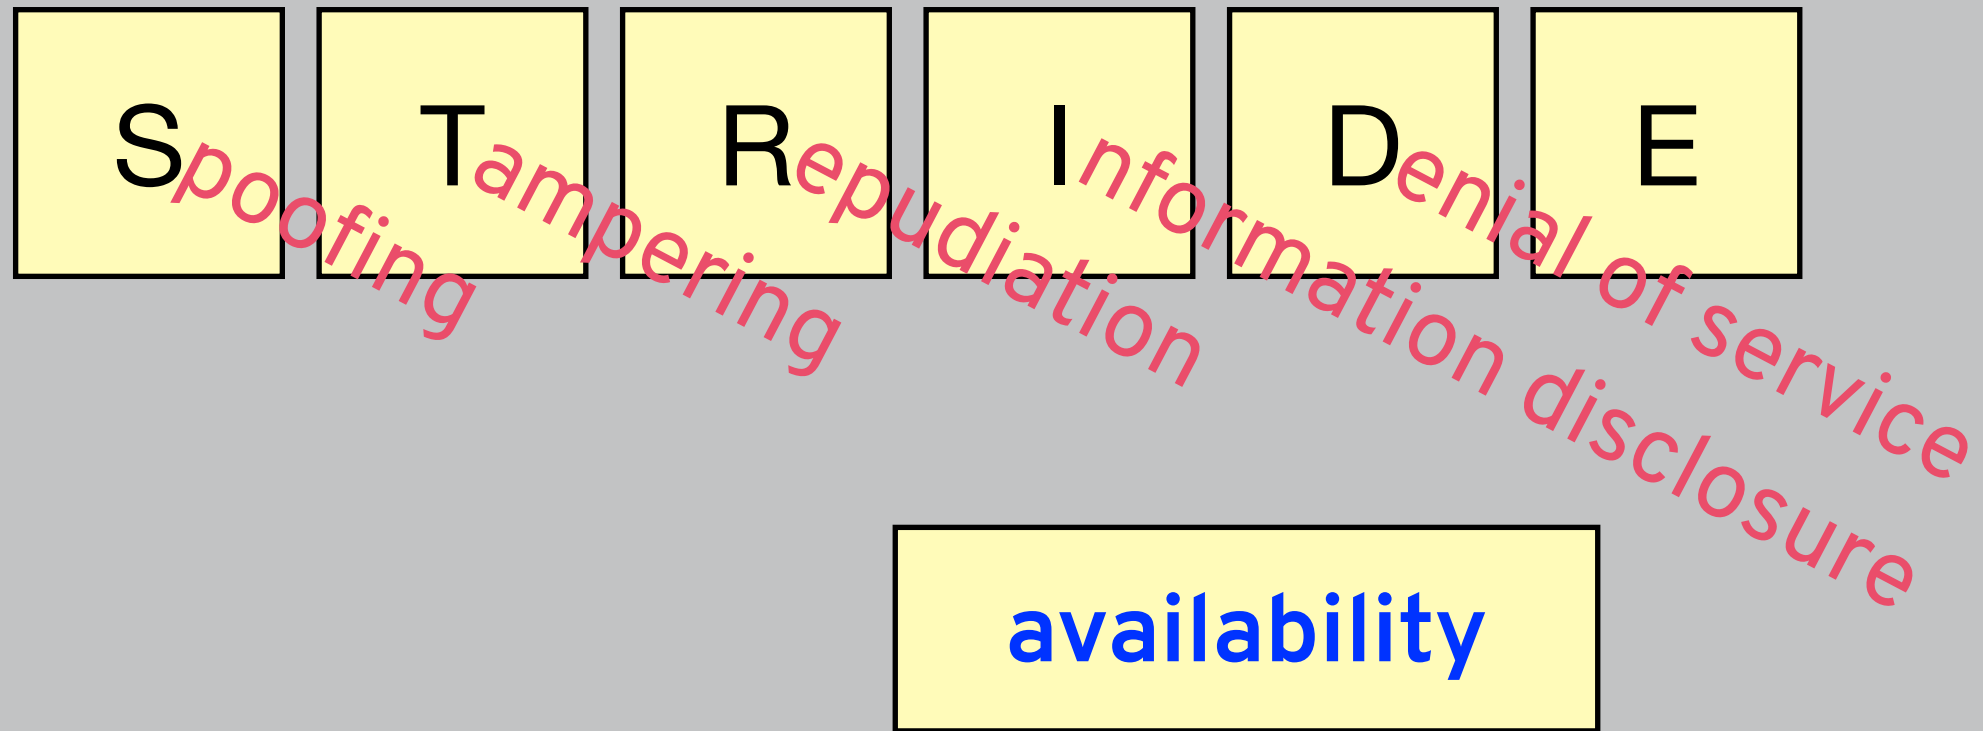 Spoofing
Tampering
Repudiation
Information disclosure
Denial of service
E
availability